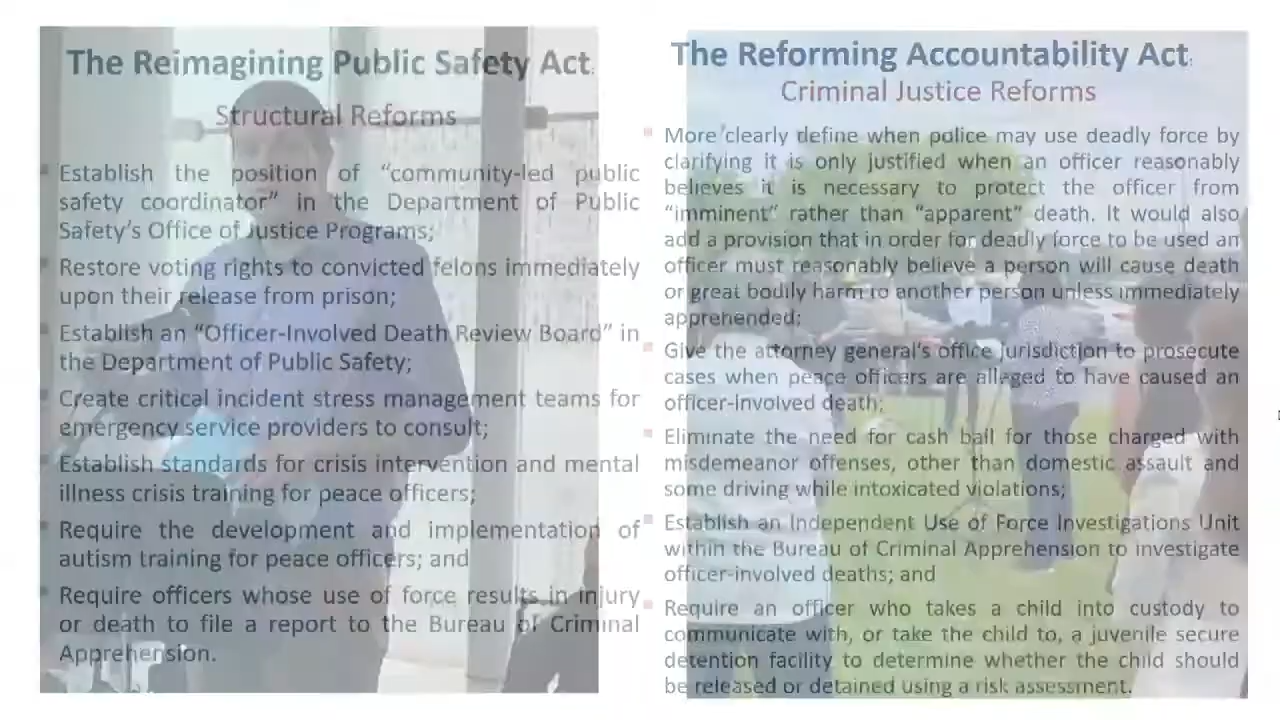 The Reimagining Public Safety Act:
Structural Reforms
Establish the position of “community-led public
safety coordinator” in the Department of Public
Safety’s Office of Justice Programs;
Restore voting rights to convicted felons immediately
upon their release from prison;
Establish an “Officer-Involved Death Review Board” in
the Department of Public Safety;
Create critical incident stress management teams for
emergency service providers to consult;
Establish standards for crisis intervention and mental
illness crisis training for peace officers;
Require the development and implementation of
autism training for peace officers; and
Require officers whose use of force results in injury
or death to file a report to the Bureau of Criminal
Apprehension.
The Reforming Accountability Act:
Criminal Justice Reforms
More clearly define when police may use deadly force by
clarifying it is only justified when an officer reasonably
believes it is necessary to protect the officer from
“imminent” rather than “apparent” death. It would also
add a provision that in order for deadly force to be used an
officer must reasonably believe a person will cause death
or great bodily harm to another person unless immediately
apprehended;
Give the attorney general’s office jurisdiction to prosecute
cases when peace officers are alleged to have caused an
officer-involved death;
Eliminate the need for cash bail for those charged with
misdemeanor offenses, other than domestic assault and
some driving while intoxicated violations;
Establish an Independent Use of Force Investigations Unit
within the Bureau of Criminal Apprehension to investigate
officer-involved deaths; and
Require an officer who takes a child into custody to
communicate with, or take the child to, a juvenile secure
detention facility to determine whether the child should
be released or detained using a risk assessment.